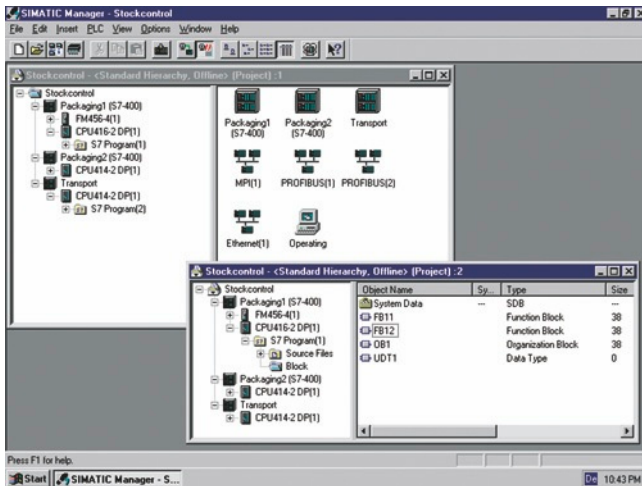 SIMATIC Manager - Stockcontrol
File Edit Insert PLC View Options Window Help
Stockcontrol - <Standard Hierarchy, Offline> (Project) :1
Stockcontrol
Packaging1 (S7-400)
FM456-4(1)
CPU416-2 DP(1)
S7 Program(1)
Packaging2 (S7-400)
CPU414-2 DP(1)
Transport
CPU414-2 DP(1)
S7 Program(2)
Packaging1 (S7-400)
Packaging2 (S7-400)
Transport
MPI(1)
PROFIBUS(1)
PROFIBUS(2)
Ethernet(1)
Operating
Stockcontrol - <Standard Hierarchy, Offline> (Project) :2
Stockcontrol
Packaging1 (S7-400)
FM456-4(1)
CPU416-2 DP(1)
S7 Program(1)
Source Files
Block
Packaging2 (S7-400)
CPU414-2 DP(1)
Transport
CPU414-2 DP(1)
Object Name Sy... Type Size
System Data --- SDB ---
FB11 Function Block 38
FB12 Function Block 38
OB1 Organization Block 38
UDT1 Data Type 0
Press F1 for help.
Start SIMATIC Manager - S... De 10:43 PM